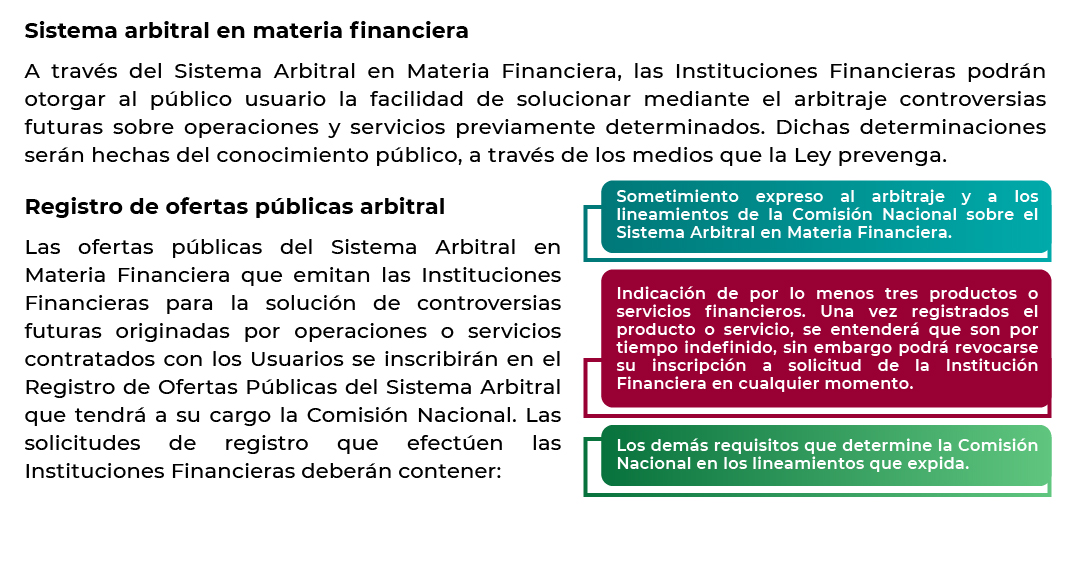 Sistema arbitral en materia financiera
A través del Sistema Arbitral en Materia Financiera, las Instituciones Financieras podrán
otorgar al público usuario la facilidad de solucionar mediante el arbitraje controversias
futuras sobre operaciones y servicios previamente determinados. Dichas determinaciones
serán hechas del conocimiento público, a través de los medios que la Ley prevenga.
Registro de ofertas públicas arbitral
Las ofertas públicas del Sistema Arbitral en
Materia Financiera que emitan las Instituciones
Financieras para la solución de controversias
futuras originadas por operaciones o servicios
contratados con los Usuarios se inscribirán en el
Registro de Ofertas Públicas del Sistema Arbitral
que tendrá a su cargo la Comisión Nacional. Las
solicitudes de registro que efectúen las
Instituciones Financieras deberán contener:
Sometimiento expreso al arbitraje y a los
lineamientos de la Comisión Nacional sobre el
Sistema Arbitral en Materia Financiera.
Indicación de por lo menos tres productos o
servicios financieros. Una vez registrados el
producto o servicio, se entenderá que son por
tiempo indefinido, sin embargo podrá revocarse
su inscripción a solicitud de la Institución
Financiera en cualquier momento.
Los demás requisitos que determine la Comisión
Nacional en los lineamientos que expida.